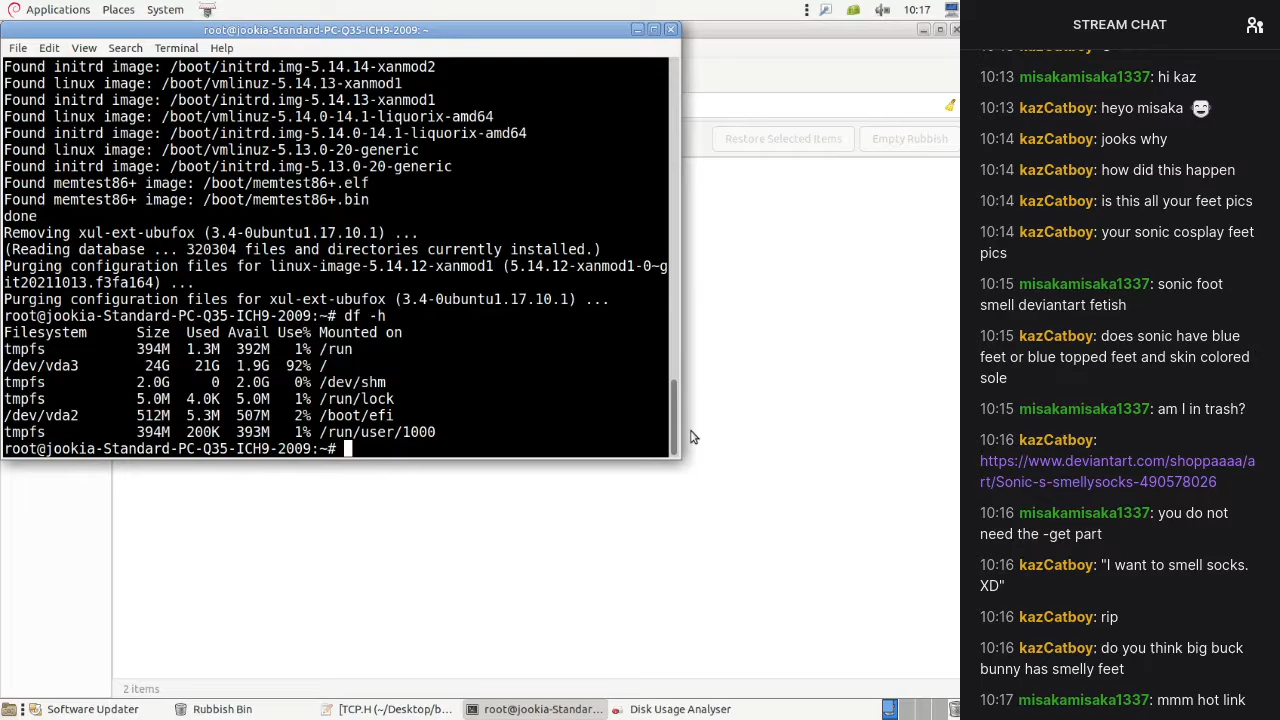 Applications Places System 10:17
root@jookia-Standard-PC-Q35-ICH9-2009: ~
File Edit View Search Terminal Help
Found initrd image: /boot/initrd.img-5.14.14-xanmod2
Found linux image: /boot/vmlinuz-5.14.13-xanmod1
Found initrd image: /boot/initrd.img-5.14.13-xanmod1
Found linux image: /boot/vmlinuz-5.14.0-14.1-liquorix-amd64
Found initrd image: /boot/initrd.img-5.14.0-14.1-liquorix-amd64
Found linux image: /boot/vmlinuz-5.13.0-20-generic
Found initrd image: /boot/initrd.img-5.13.0-20-generic
Found memtest86+ image: /boot/memtest86+.elf
Found memtest86+ image: /boot/memtest86+.bin
done
Removing xul-ext-ubufox (3.4-0ubuntu1.17.10.1) ...
(Reading database ... 320304 files and directories currently installed.)
Purging configuration files for linux-image-5.14.12-xanmod1 (5.14.12-xanmod1-0~g
it20211013.f3fa164) ...
Purging configuration files for xul-ext-ubufox (3.4-0ubuntu1.17.10.1) ...
root@jookia-Standard-PC-Q35-ICH9-2009:~# df -h
Filesystem Size Used Avail Use% Mounted on
tmpfs 394M 1.3M 392M 1% /run
/dev/vda3 24G 21G 1.9G 92% /
tmpfs 2.0G 0 2.0G 0% /dev/shm
tmpfs 5.0M 4.0K 5.0M 1% /run/lock
/dev/vda2 512M 5.3M 507M 2% /boot/efi
tmpfs 394M 200K 393M 1% /run/user/1000
root@jookia-Standard-PC-Q35-ICH9-2009:~#
Restore Selected Items Empty Rubbish
2 items
Software Updater Rubbish Bin [TCP.H (~/Desktop/b... root@jookia-Standar... Disk Usage Analyser
STREAM CHAT
10:13 misakamisaka1337: hi kaz
10:13 kazCatboy: heyo misaka
10:14 kazCatboy: jooks why
10:14 kazCatboy: how did this happen
10:14 kazCatboy: is this all your feet pics
10:14 kazCatboy: your sonic cosplay feet
pics
10:15 misakamisaka1337: sonic foot
smell deviantart fetish
10:15 kazCatboy: does sonic have blue
feet or blue topped feet and skin colored
sole
10:15 misakamisaka1337: am I in trash?
10:16 kazCatboy:
https://www.deviantart.com/shoppaaaa/a
rt/Sonic-s-smellysocks-490578026
10:16 misakamisaka1337: you do not
need the -get part
10:16 kazCatboy: "I want to smell socks.
XD"
10:16 kazCatboy: rip
10:16 kazCatboy: do you think big buck
bunny has smelly feet
10:17 misakamisaka1337: mmm hot link